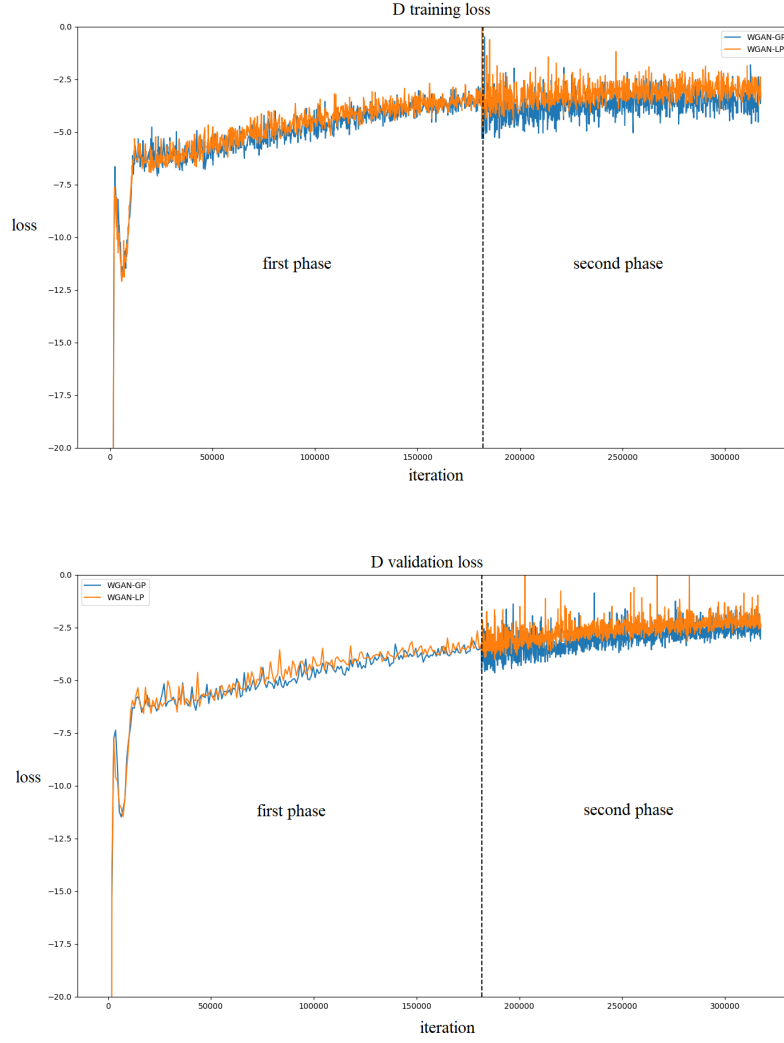 D training loss
0.0
WGAN-GP
WGAN-LP
−2.5
−5.0
−7.5
loss
−10.0
first phase
second phase
−12.5
−15.0
−17.5
−20.0
0
50000
100000
150000
200000
250000
300000
iteration
D validation loss
0.0
WGAN-GP
WGAN-LP
−2.5
−5.0
−7.5
loss
−10.0
first phase
second phase
−12.5
−15.0
−17.5
−20.0
0
50000
100000
150000
200000
250000
300000
iteration